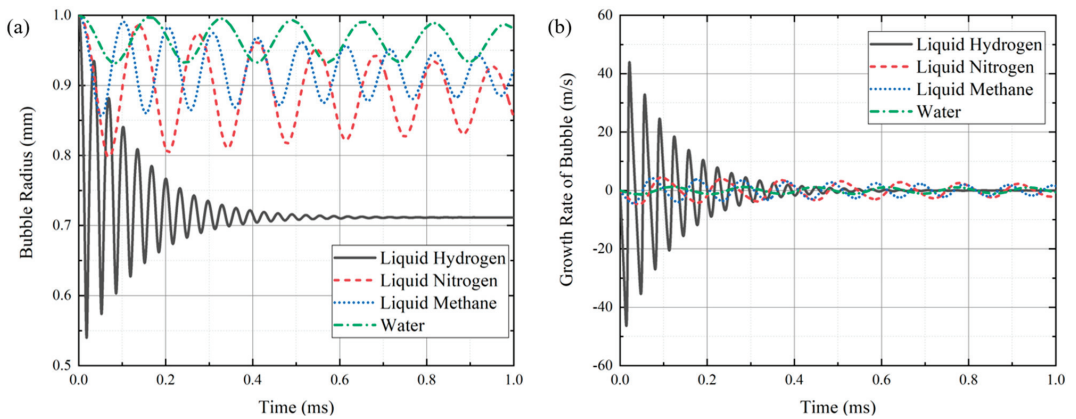 (a)
Bubble Radius (mm)
1.0
0.9
0.8
0.7
0.6
0.5
0.0
0.2
0.4
0.6
0.8
1.0
Time (ms)
Liquid Hydrogen
Liquid Nitrogen
Liquid Methane
Water
(b)
Growth Rate of Bubble (m/s)
60
40
20
0
-20
-40
-60
0.0
0.2
0.4
0.6
0.8
1.0
Time (ms)
Liquid Hydrogen
Liquid Nitrogen
Liquid Methane
Water